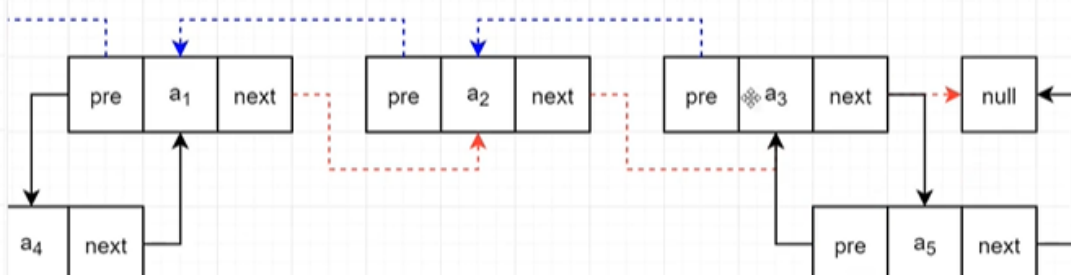 pre a₁ next pre a₂ next pre a₃ next null
a₄ next pre a₅ next